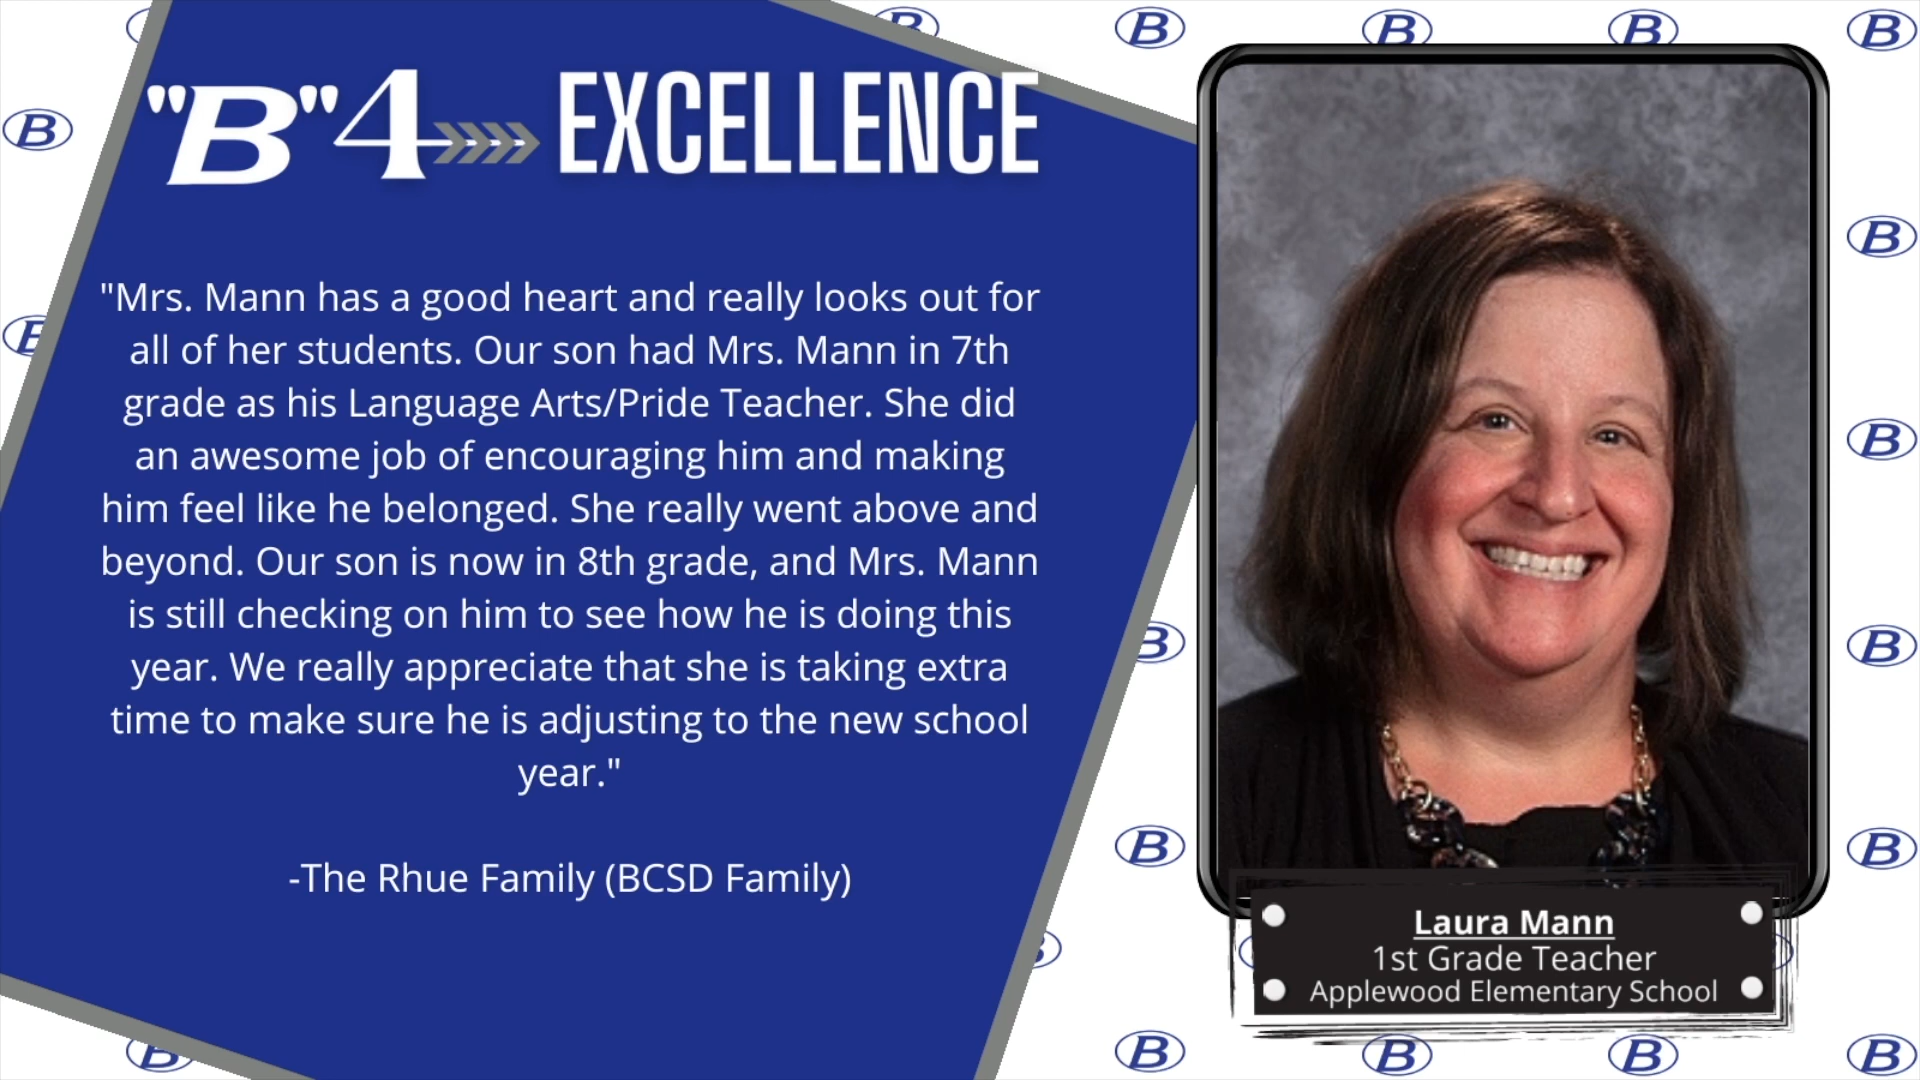 "B"4 EXCELLENCE
"Mrs. Mann has a good heart and really looks out for
all of her students. Our son had Mrs. Mann in 7th
grade as his Language Arts/Pride Teacher. She did
an awesome job of encouraging him and making
him feel like he belonged. She really went above and
beyond. Our son is now in 8th grade, and Mrs. Mann
is still checking on him to see how he is doing this
year. We really appreciate that she is taking extra
time to make sure he is adjusting to the new school
year."
-The Rhue Family (BCSD Family)
Laura Mann
1st Grade Teacher
Applewood Elementary School